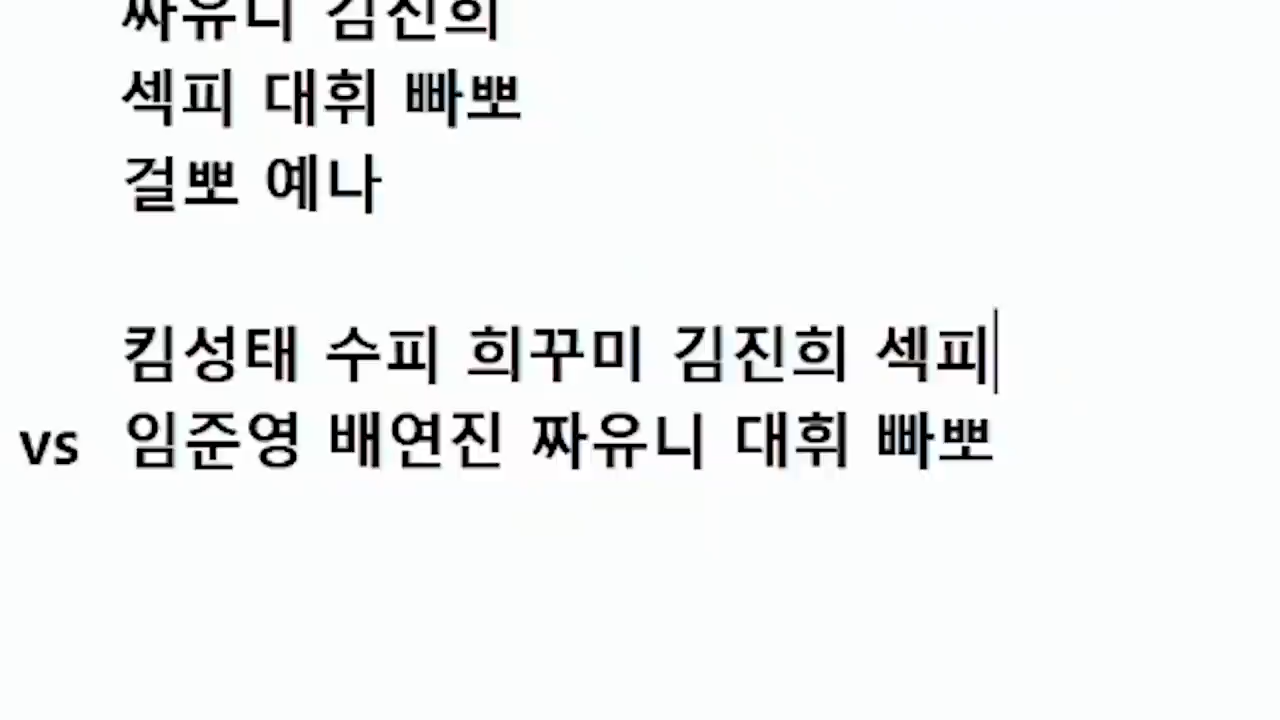 짜유니 김진희
섹피 대휘 빠뽀
걸뽀 예나
킴성태 수피 희꾸미 김진희 섹피
vs 임준영 배연진 짜유니 대휘 빠뽀